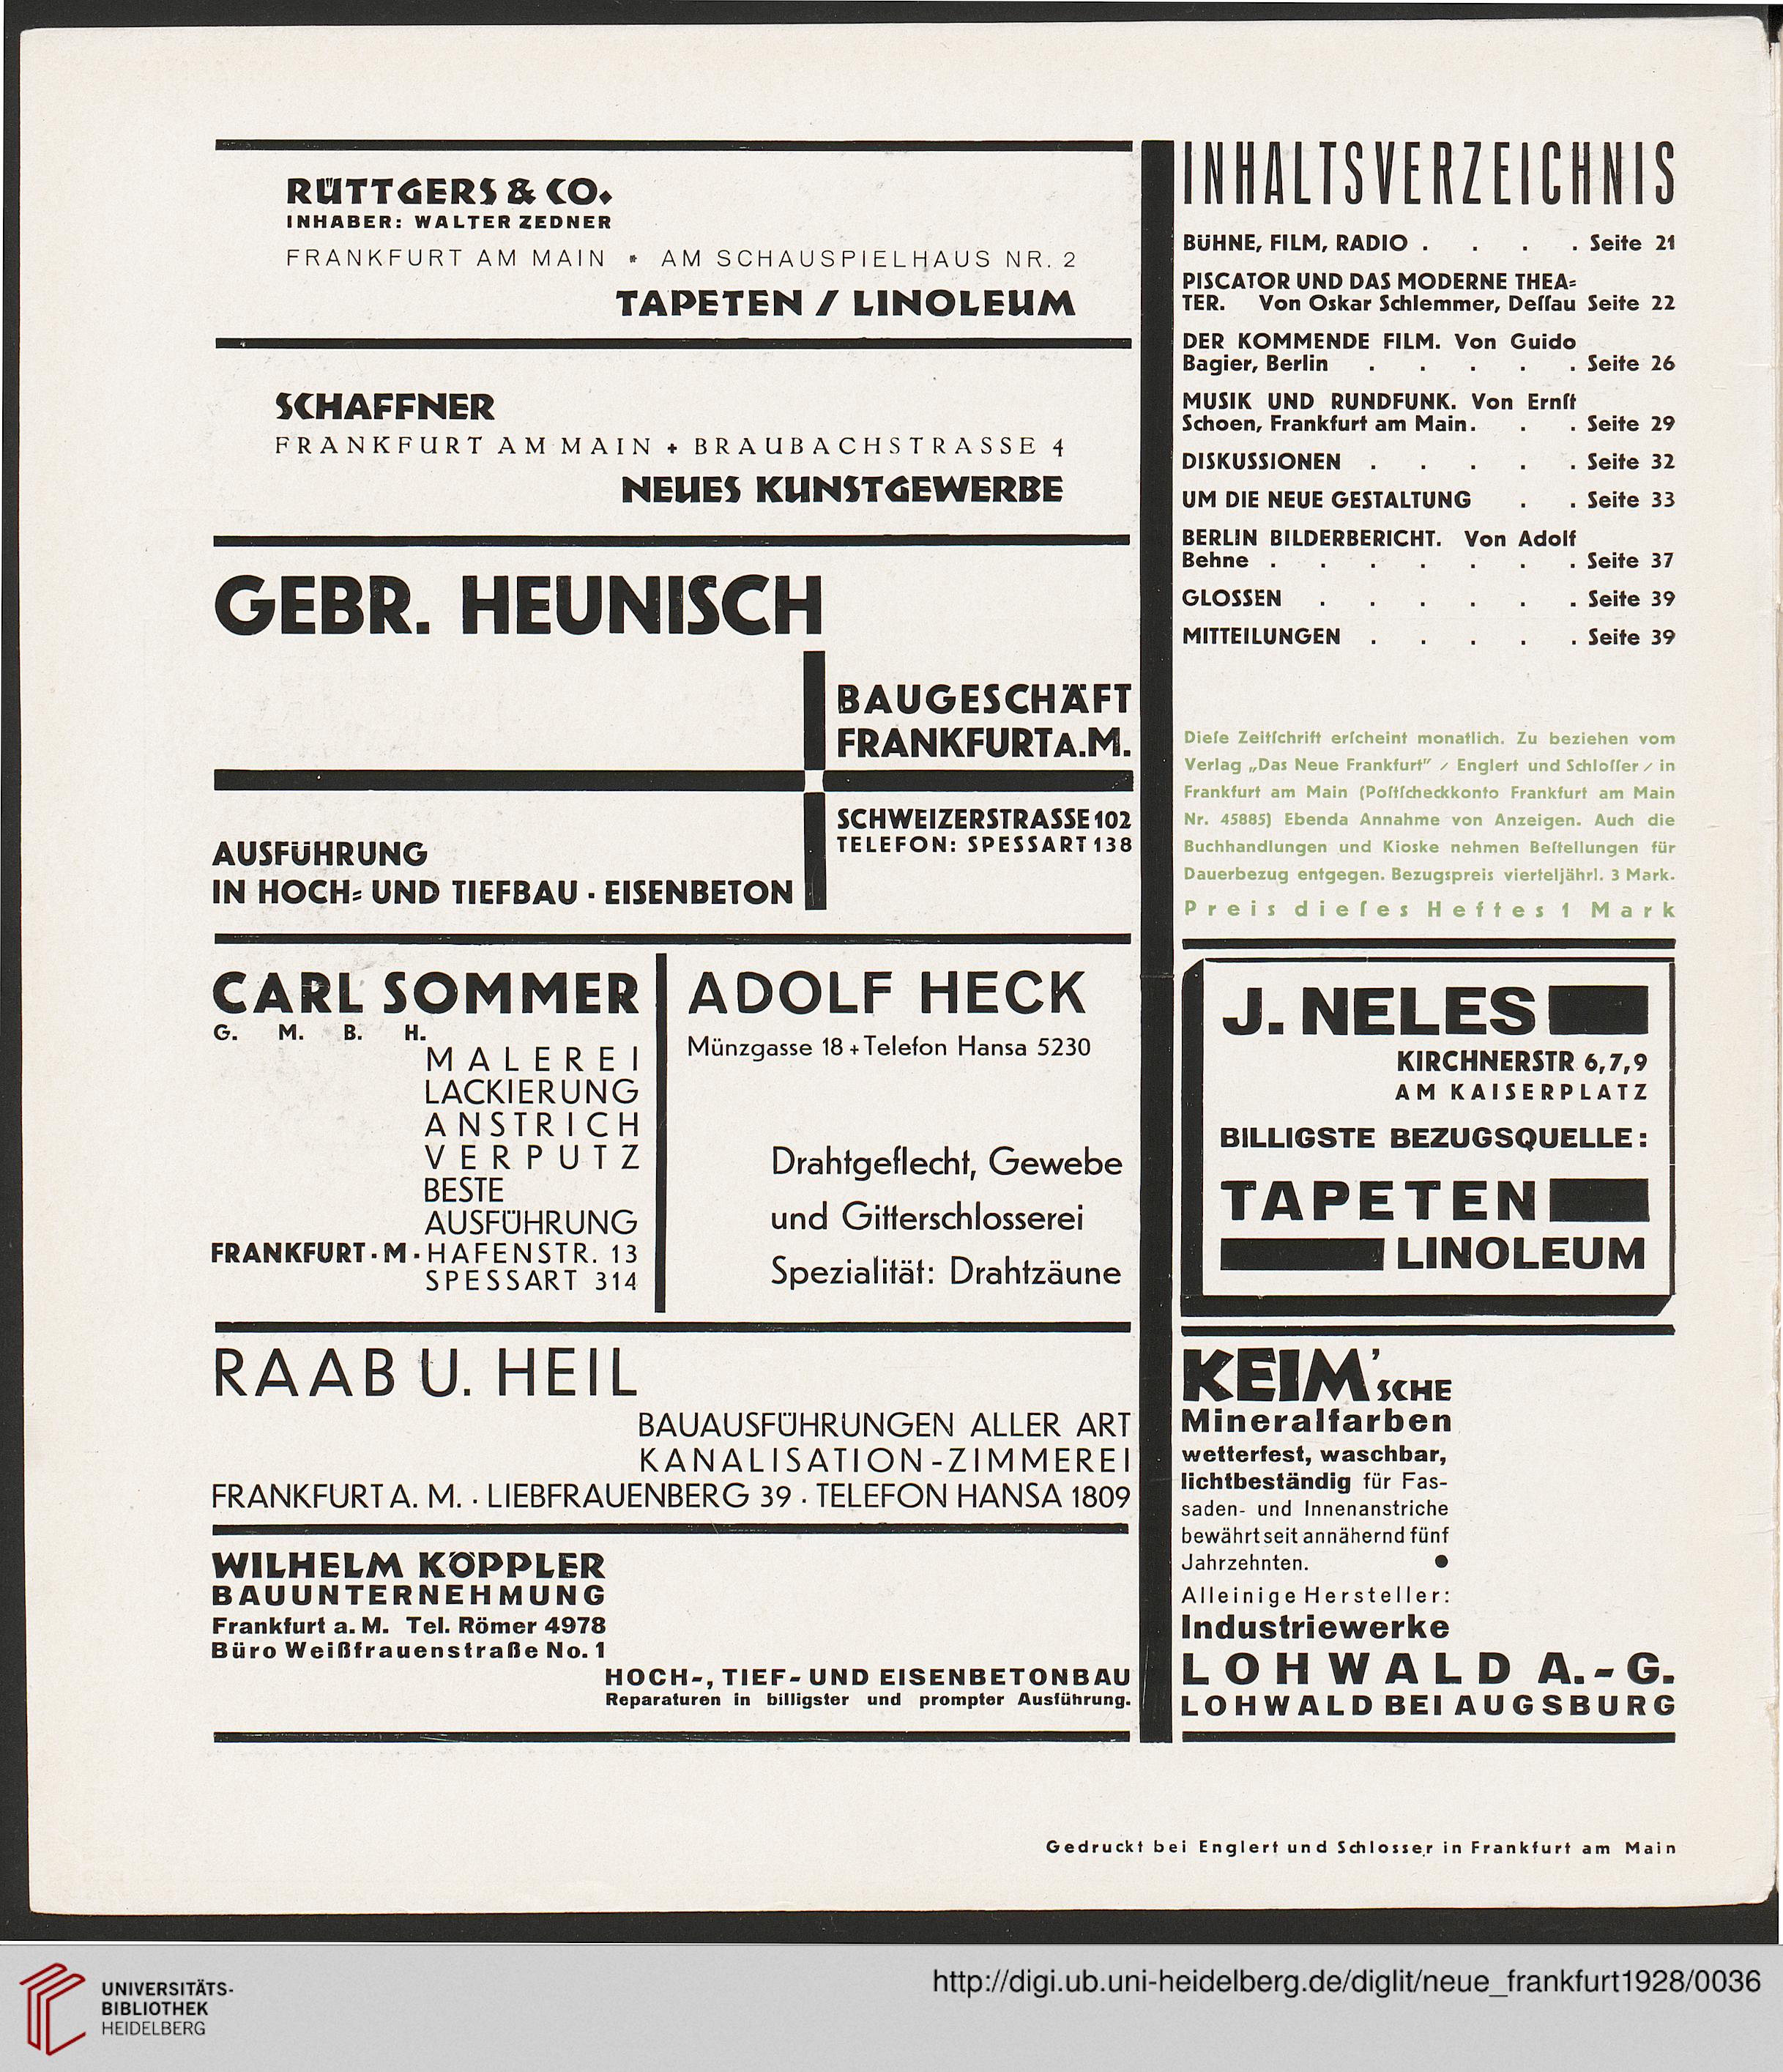 RÜTTGERS & CO.
INHABER: WALTER ZEDNER
FRANKFURT AM MAIN * AM SCHAUSPIELHAUS NR. 2
TAPETEN / LINOLEUM
SCHAFFNER
FRANKFURT AM MAIN + BRAUBACHSTRASSE 4
NEUES KUNSTGEWERBE
GEBR. HEUNISCH
BAUGESCHÄFT
FRANKFURT A.M.
SCHWEIZERSTRASSE 102
TELEFON: SPESSART 138
AUSFÜHRUNG
IN HOCH= UND TIEFBAU · EISENBETON
CARL SOMMER
G. M. B. H.
MALEREI
LACKIERUNG
ANSTRICH
VERPUTZ
BESTE
AUSFÜHRUNG
FRANKFURT · M · HAFENSTR. 13
SPESSART 314
ADOLF HECK
Münzgasse 18 + Telefon Hansa 5230
Drahtgeflecht, Gewebe
und Gitterschlosserei
Spezialität: Drahtzäune
RAAB U. HEIL
BAUAUSFÜHRUNGEN ALLER ART
KANALISATION-ZIMMEREI
FRANKFURT A. M. · LIEBFRAUENBERG 39 · TELEFON HANSA 1809
WILHELM KÖPPLER
BAUUNTERNEHMUNG
Frankfurt a. M. Tel. Römer 4978
Büro Weißfrauenstraße No. 1
HOCH-, TIEF- UND EISENBETONBAU
Reparaturen in billigster und prompter Ausführung.
INHALTSVERZEICHNIS
BÜHNE, FILM, RADIO . . . . Seite 21
PISCATOR UND DAS MODERNE THEA=
TER. Von Oskar Schlemmer, Deſſau Seite 22
DER KOMMENDE FILM. Von Guido
Bagier, Berlin . . . . . Seite 26
MUSIK UND RUNDFUNK. Von Ernſt
Schoen, Frankfurt am Main. . . Seite 29
DISKUSSIONEN . . . . . Seite 32
UM DIE NEUE GESTALTUNG . . Seite 33
BERLIN BILDERBERICHT. Von Adolf
Behne . . . . . . . Seite 37
GLOSSEN . . . . . . Seite 39
MITTEILUNGEN . . . . . Seite 39
Dieſe Zeitſchrift erſcheint monatlich. Zu beziehen vom
Verlag „Das Neue Frankfurt" / Englert und Schloſſer / in
Frankfurt am Main (Poſtſcheckkonto Frankfurt am Main
Nr. 45885) Ebenda Annahme von Anzeigen. Auch die
Buchhandlungen und Kioske nehmen Beſtellungen für
Dauerbezug entgegen. Bezugspreis vierteljährl. 3 Mark.
Preis dieſes Heftes 1 Mark
J. NELES
KIRCHNERSTR 6,7,9
AM KAISERPLATZ
BILLIGSTE BEZUGSQUELLE:
TAPETEN
LINOLEUM
KEIM'SCHE
Mineralfarben
wetterfest, waschbar,
lichtbeständig für Fas-
saden- und Innenanstriche
bewährt seit annähernd fünf
Jahrzehnten. ●
Alleinige Hersteller:
Industriewerke
LOHWALD A.-G.
LOHWALD BEI AUGSBURG
Gedruckt bei Englert und Schlosser in Frankfurt am Main
UNIVERSITÄTS-
BIBLIOTHEK
HEIDELBERG
http://digi.ub.uni-heidelberg.de/diglit/neue_frankfurt1928/0036